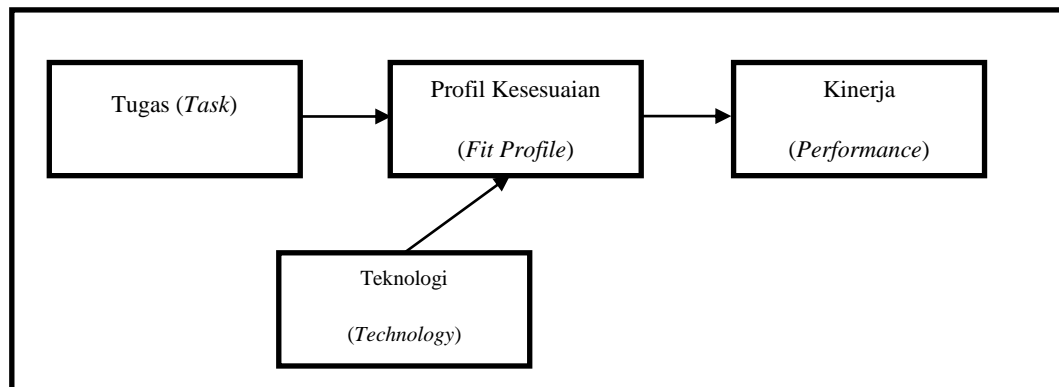 Tugas (Task)
Profil Kesesuaian
(Fit Profile)
Kinerja
(Performance)
Teknologi
(Technology)